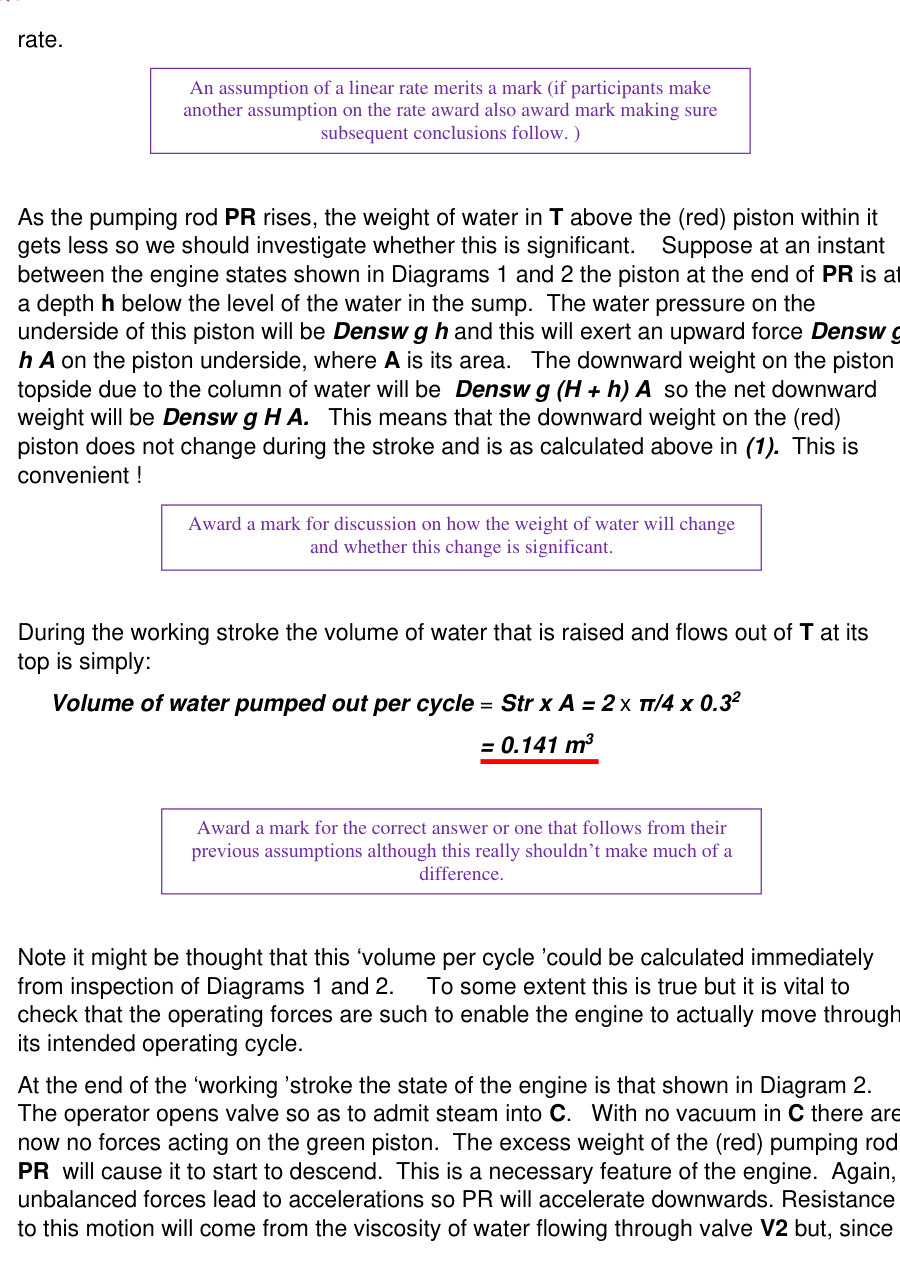 rate.
An assumption of a linear rate merits a mark (if participants make
another assumption on the rate award also award mark making sure
subsequent conclusions follow. )
As the pumping rod PR rises, the weight of water in T above the (red) piston within it
gets less so we should investigate whether this is significant. Suppose at an instant
between the engine states shown in Diagrams 1 and 2 the piston at the end of PR is at
a depth h below the level of the water in the sump. The water pressure on the
underside of this piston will be Densw g h and this will exert an upward force Densw g
h A on the piston underside, where A is its area. The downward weight on the piston
topside due to the column of water will be Densw g (H + h) A so the net downward
weight will be Densw g H A. This means that the downward weight on the (red)
piston does not change during the stroke and is as calculated above in (1). This is
convenient !
Award a mark for discussion on how the weight of water will change
and whether this change is significant.
During the working stroke the volume of water that is raised and flows out of T at its
top is simply:
Volume of water pumped out per cycle = Str x A = 2 x π/4 x 0.3²
= 0.141 m³
Award a mark for the correct answer or one that follows from their
previous assumptions although this really shouldn’t make much of a
difference.
Note it might be thought that this ‘volume per cycle ’could be calculated immediately
from inspection of Diagrams 1 and 2. To some extent this is true but it is vital to
check that the operating forces are such to enable the engine to actually move through
its intended operating cycle.
At the end of the ‘working ’stroke the state of the engine is that shown in Diagram 2.
The operator opens valve so as to admit steam into C. With no vacuum in C there are
now no forces acting on the green piston. The excess weight of the (red) pumping rod
PR will cause it to start to descend. This is a necessary feature of the engine. Again,
unbalanced forces lead to accelerations so PR will accelerate downwards. Resistance
to this motion will come from the viscosity of water flowing through valve V2 but, since